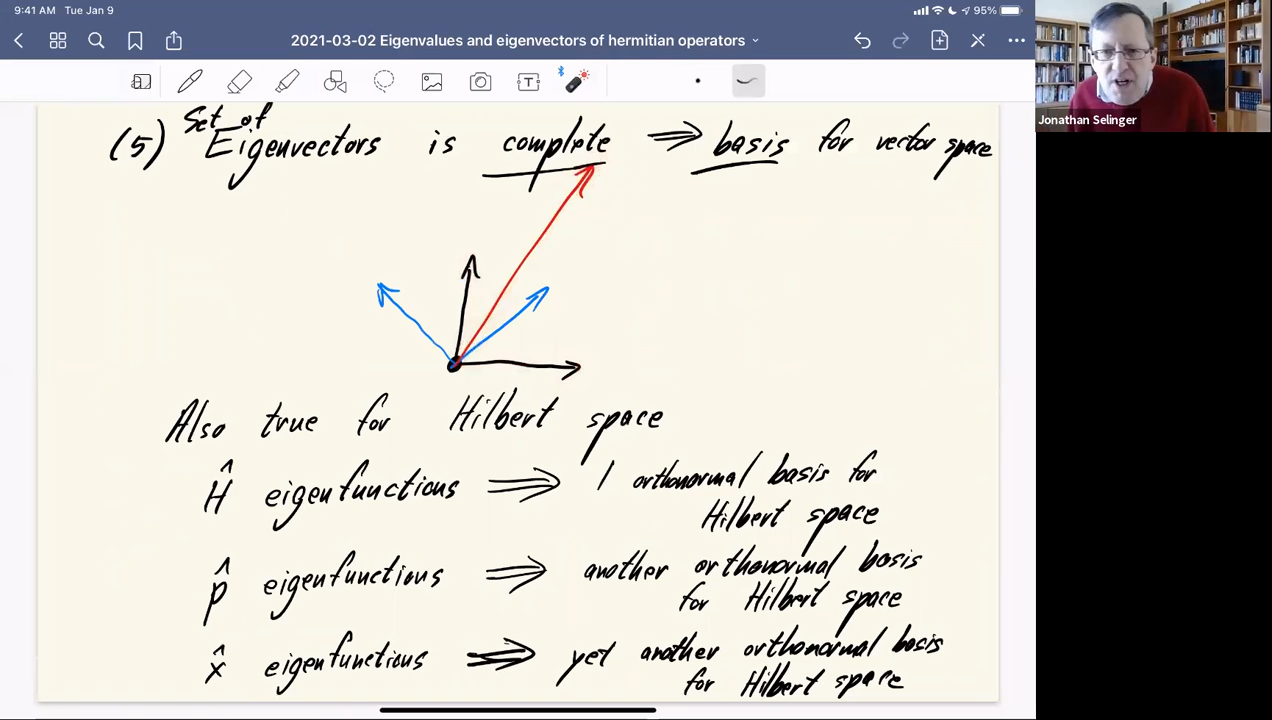 9:41 AM Tue Jan 9
95%
2021-03-02 Eigenvalues and eigenvectors of hermitian operators
T
Jonathan Selinger
Set of
(5) Eigenvectors is complete ⇒ basis for vector space
Also true for Hilbert space
Ĥ eigenfunctions ⇒ 1 orthonormal basis for
Hilbert space
p̂ eigenfunctions ⇒ another orthonormal basis
for Hilbert space
x̂ eigenfunctions ⇒ yet another orthonormal basis
for Hilbert space